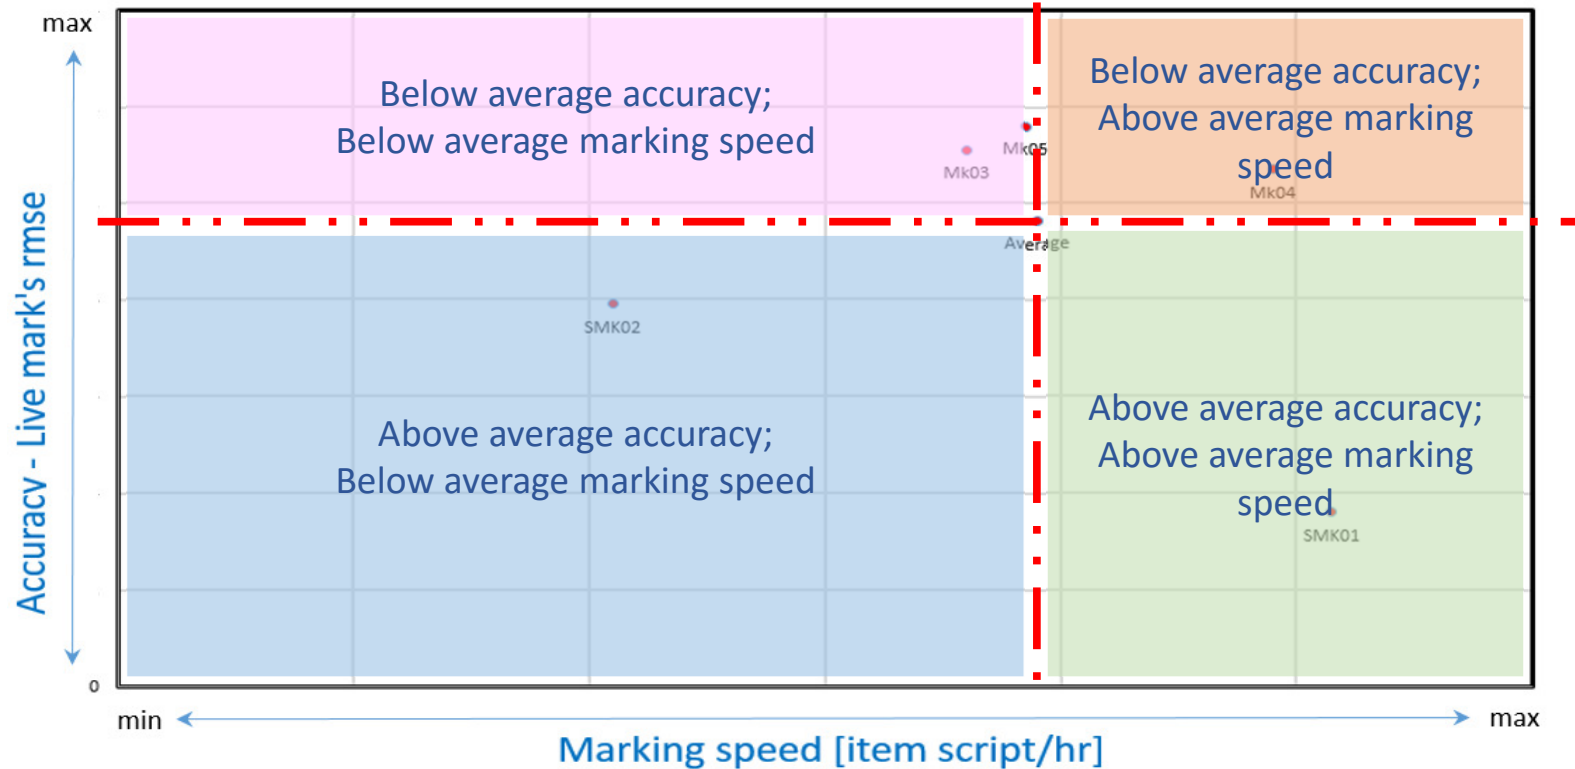 max
Below average accuracy;
Below average marking speed
Below average accuracy;
Above average marking
speed
Mk05
Mk03
Mk04
Average
SMK02
Above average accuracy;
Below average marking speed
Above average accuracy;
Above average marking
speed
SMK01
Accuracy - Live mark's rmse
0
min
max
Marking speed [item script/hr]